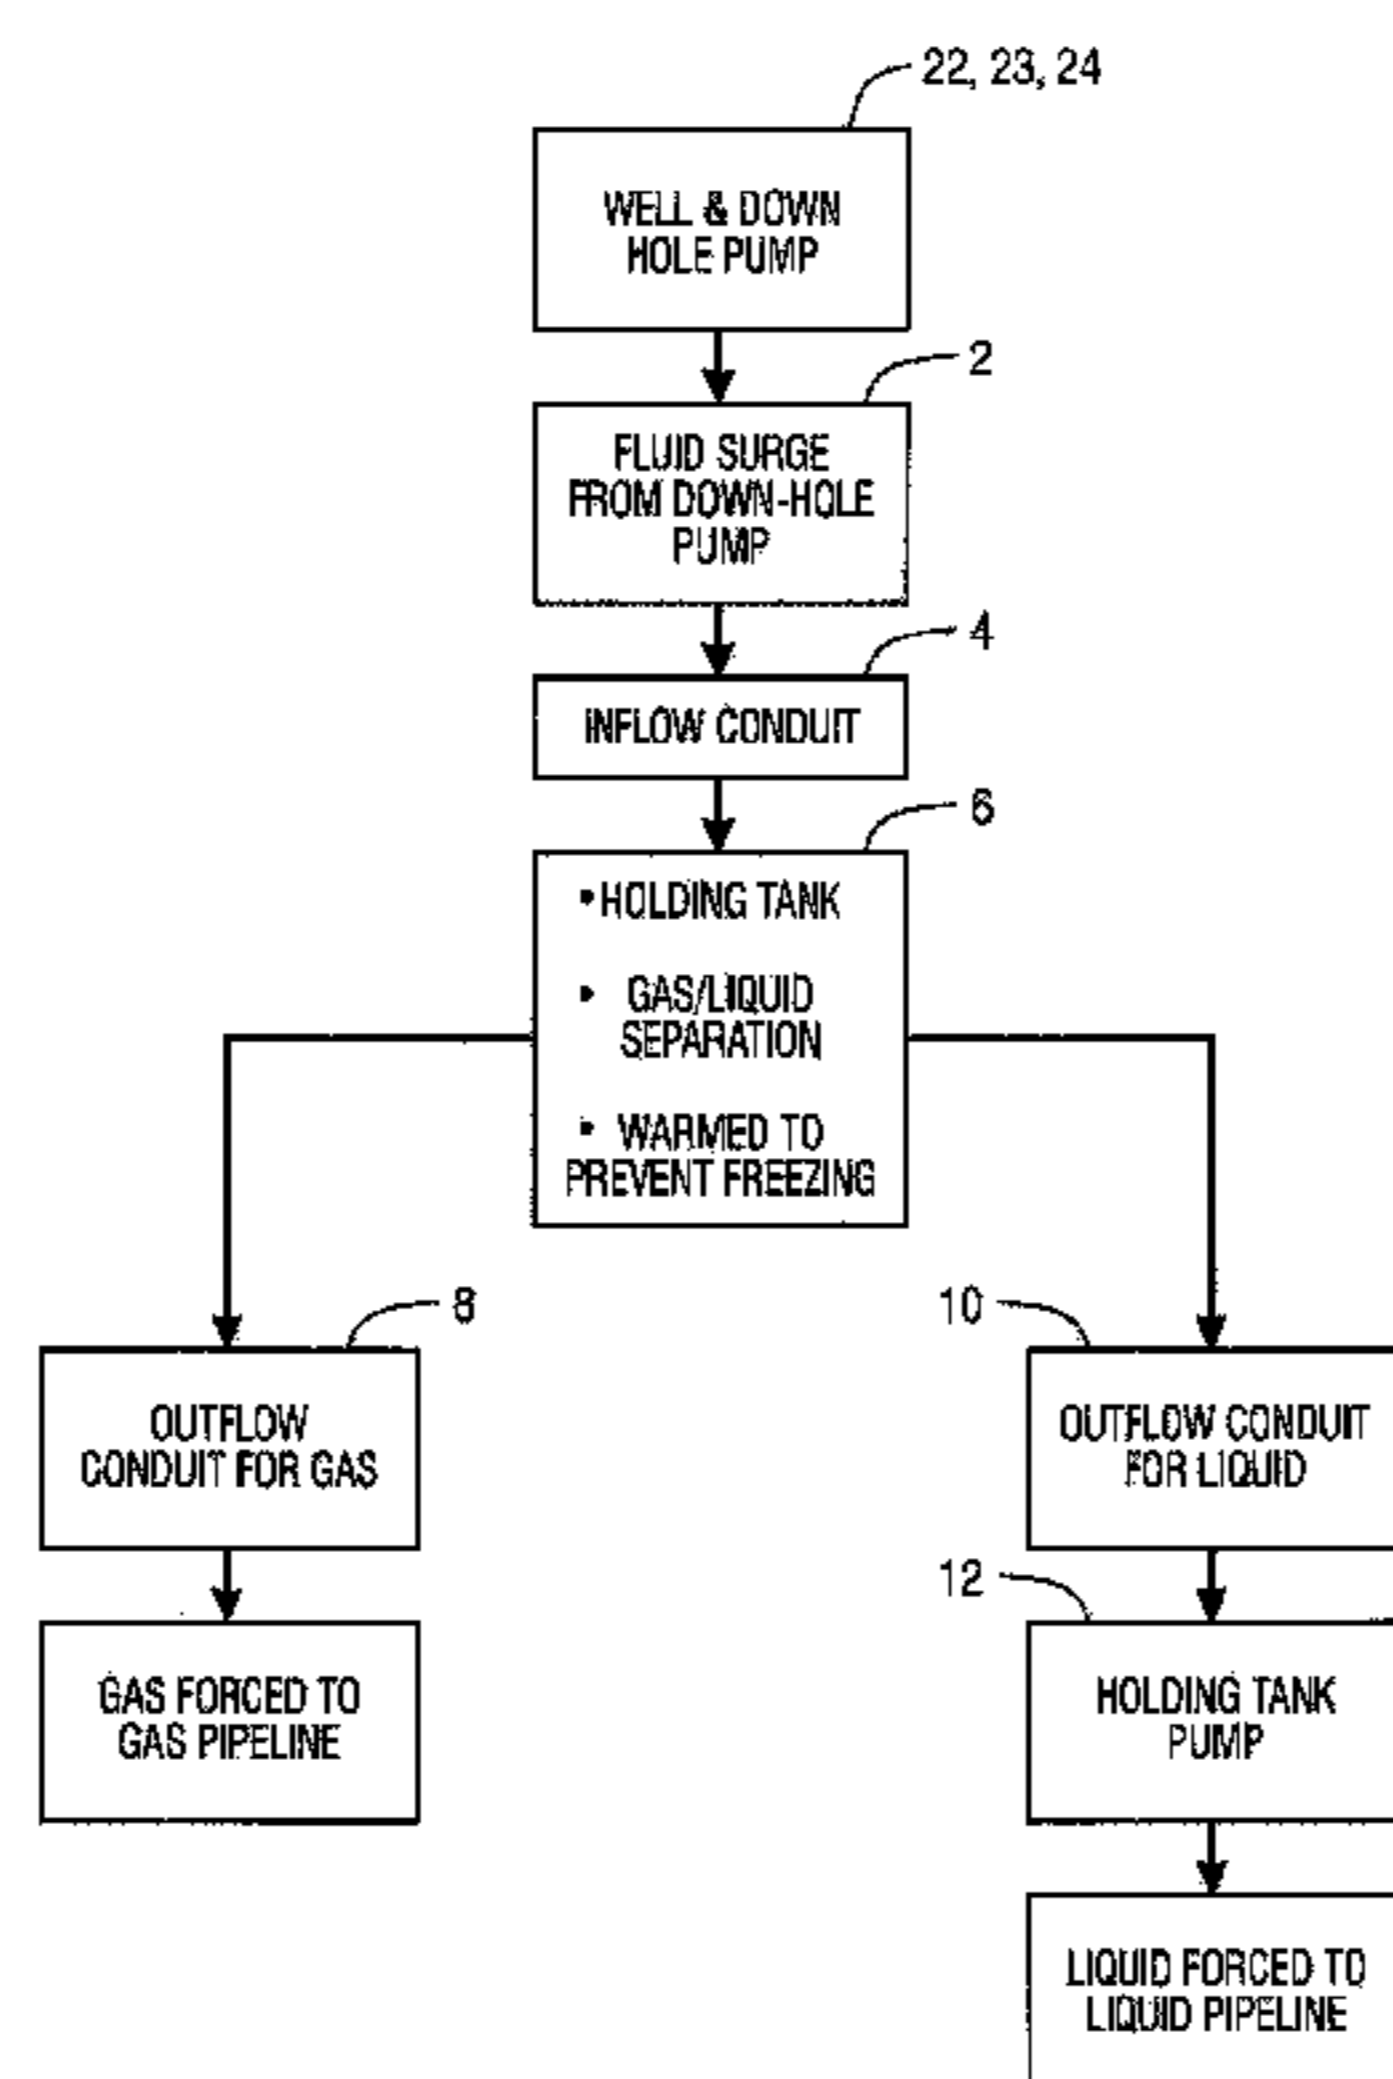 22, 23, 24
WELL & DOWN
HOLE PUMP
2
FLUID SURGE
FROM DOWN-HOLE
PUMP
4
INFLOW CONDUIT
6
• HOLDING TANK
• GAS/LIQUID
SEPARATION
• WARMED TO
PREVENT FREEZING
8
OUTFLOW
CONDUIT FOR GAS
GAS FORCED TO
GAS PIPELINE
10
OUTFLOW CONDUIT
FOR LIQUID
12
HOLDING TANK
PUMP
LIQUID FORCED TO
LIQUID PIPELINE